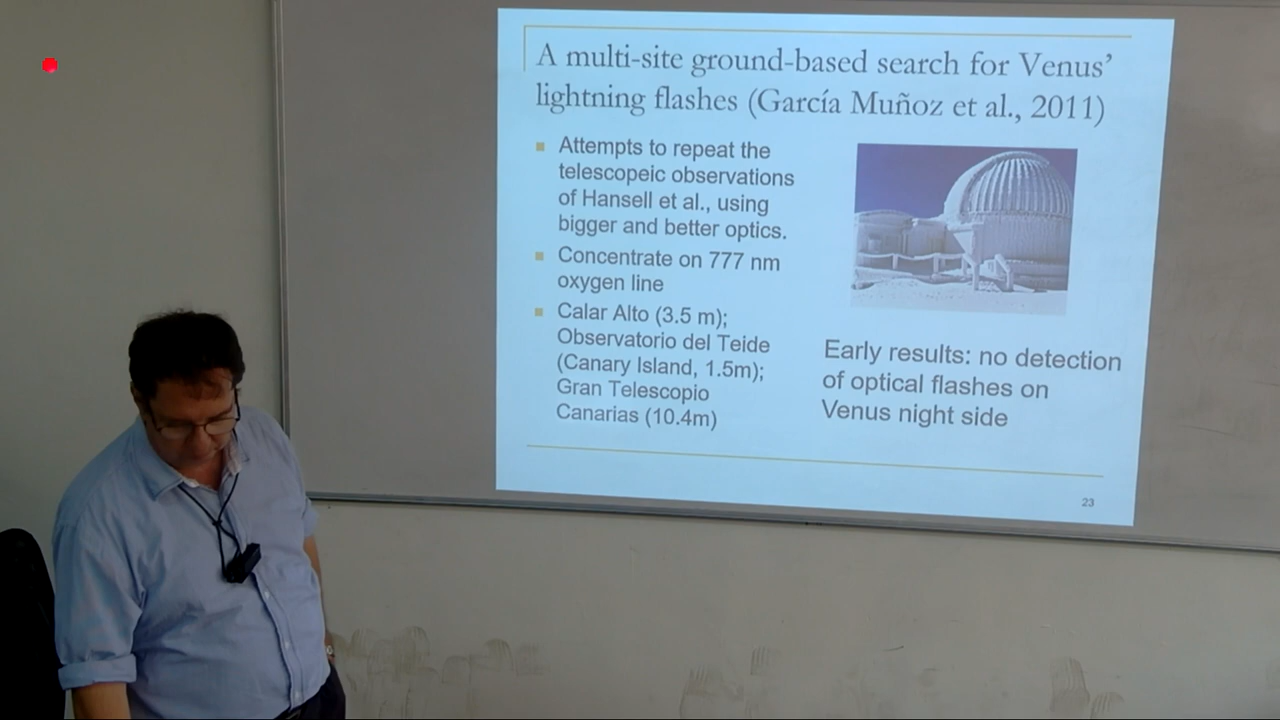 A multi-site ground-based search for Venus'
lightning flashes (García Muñoz et al., 2011)
Attempts to repeat the
telescopeic observations
of Hansell et al., using
bigger and better optics.
Concentrate on 777 nm
oxygen line
Calar Alto (3.5 m);
Observatorio del Teide
(Canary Island, 1.5m);
Gran Telescopio
Canarias (10.4m)
Early results: no detection
of optical flashes on
Venus night side
23